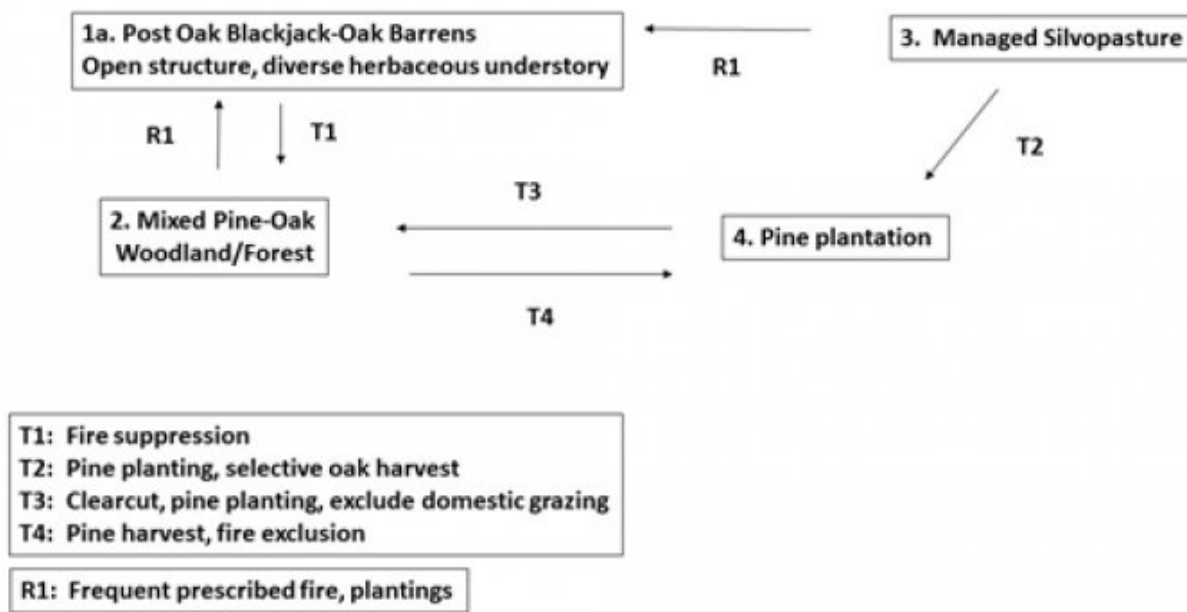 1a. Post Oak Blackjack-Oak Barrens
Open structure, diverse herbaceous understory
3. Managed Silvopasture
R1
R1
T1
T2
2. Mixed Pine-Oak
Woodland/Forest
T3
4. Pine plantation
T4
T1: Fire suppression
T2: Pine planting, selective oak harvest
T3: Clearcut, pine planting, exclude domestic grazing
T4: Pine harvest, fire exclusion
R1: Frequent prescribed fire, plantings